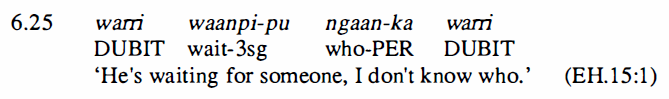 6.25 warri waanpi-pu ngaan-ka warri
DUBIT wait-3sg who-PER DUBIT
‘He's waiting for someone, I don't know who.’ (EH.15:1)